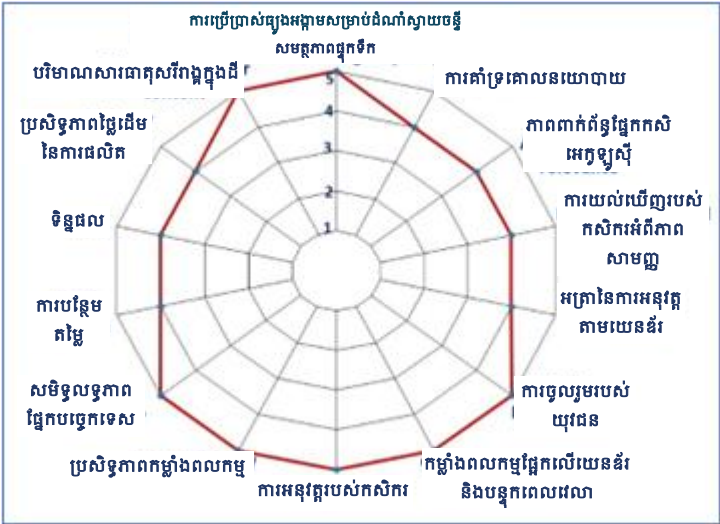 ការប្រើប្រាស់ធ្យូងអង្កាមសម្រាប់ដំណាំស្វាយចន្ទី
សមត្ថភាពផ្ទុកទឹក
បរិមាណសារធាតុសរីរាង្គក្នុងដី
ការគាំទ្រគោលនយោបាយ
ប្រសិទ្ធភាពថ្លៃដើម
នៃការផលិត
ភាពពាក់ព័ន្ធផ្នែកកសិ
អេកូឡូស៊ី
ទិន្នផល
ការយល់ឃើញរបស់
កសិករអំពីភាព
សាមញ្ញ
ការបន្ថែម
តម្លៃ
អត្រានៃការអនុវត្ត
តាមយេនឌ័រ
សមិទ្ធលទ្ធភាព
ផ្នែកបច្ចេកទេស
ការចូលរួមរបស់
យុវជន
ប្រសិទ្ធភាពកម្លាំងពលកម្ម
ការអនុវត្តរបស់កសិករ
កម្លាំងពលកម្មផ្អែកលើយេនឌ័រ
និងបន្ទុកពេលវេលា
5
4
3
2
1